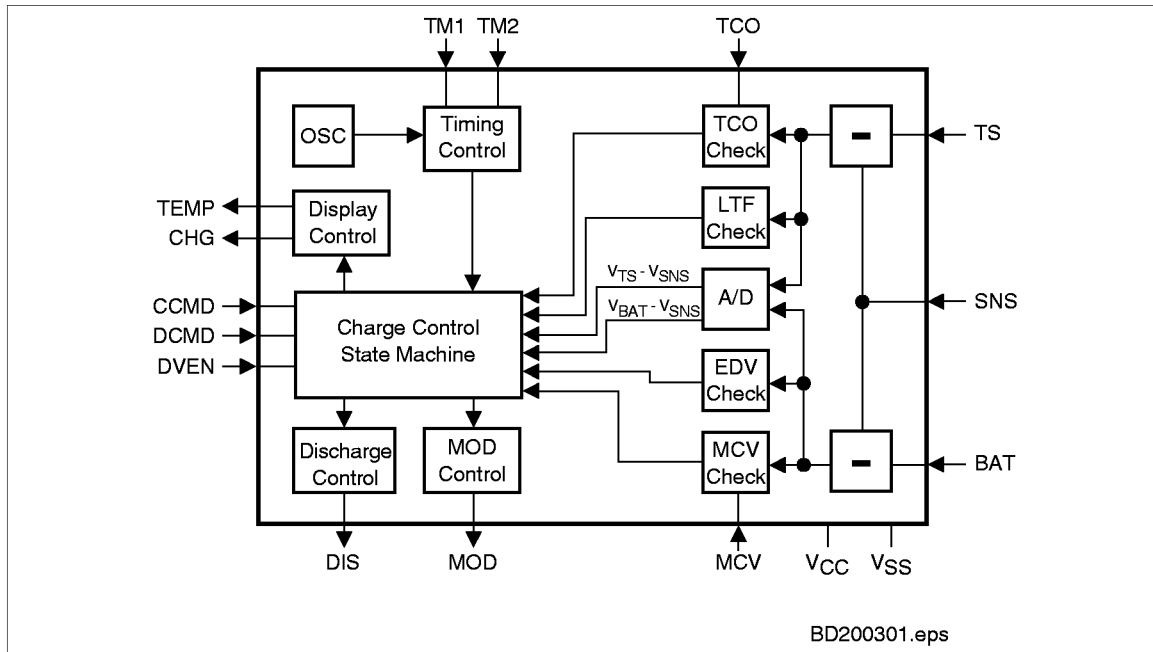 TM1 TM2 TCO
OSC
Timing
Control
TCO
Check
TS
TEMP
CHG
Display
Control
LTF
Check
CCMD
DCMD
DVEN
Charge Control
State Machine
VTS - VSNS
VBAT - VSNS
A/D
SNS
EDV
Check
Discharge
Control
MOD
Control
MCV
Check
BAT
DIS MOD MCV VCC VSS
BD200301.eps